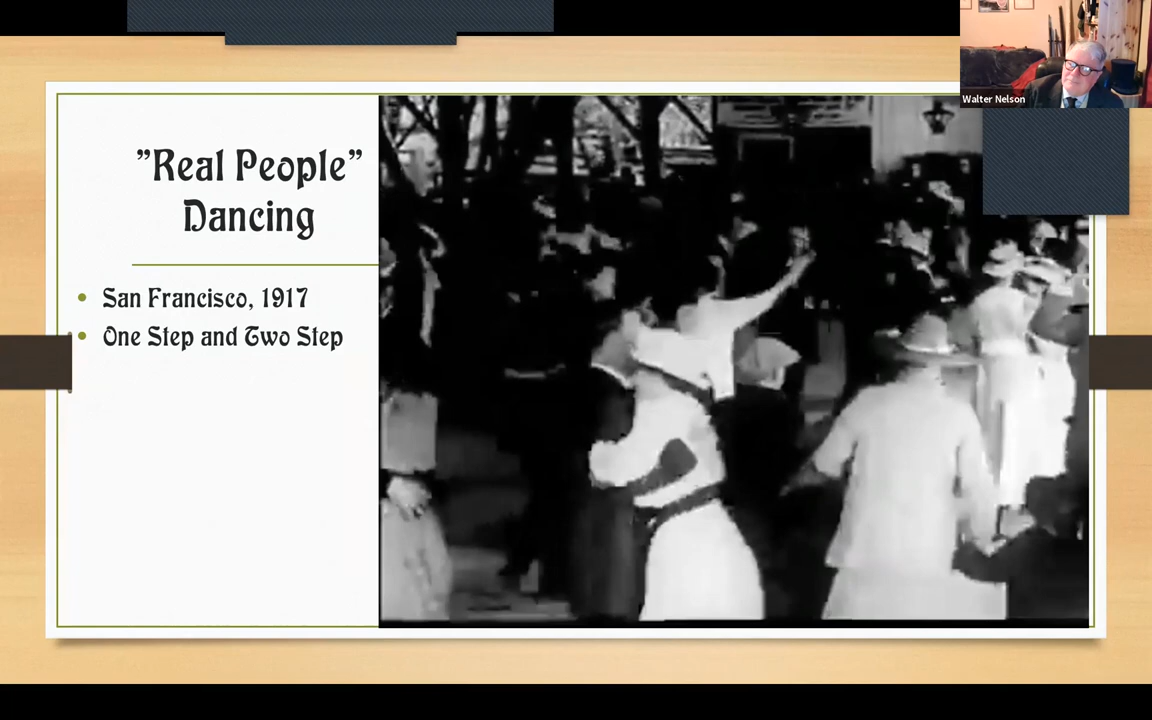 ”Real People”
Dancing
• San Francisco, 1917
• One Step and Two Step
Walter Nelson